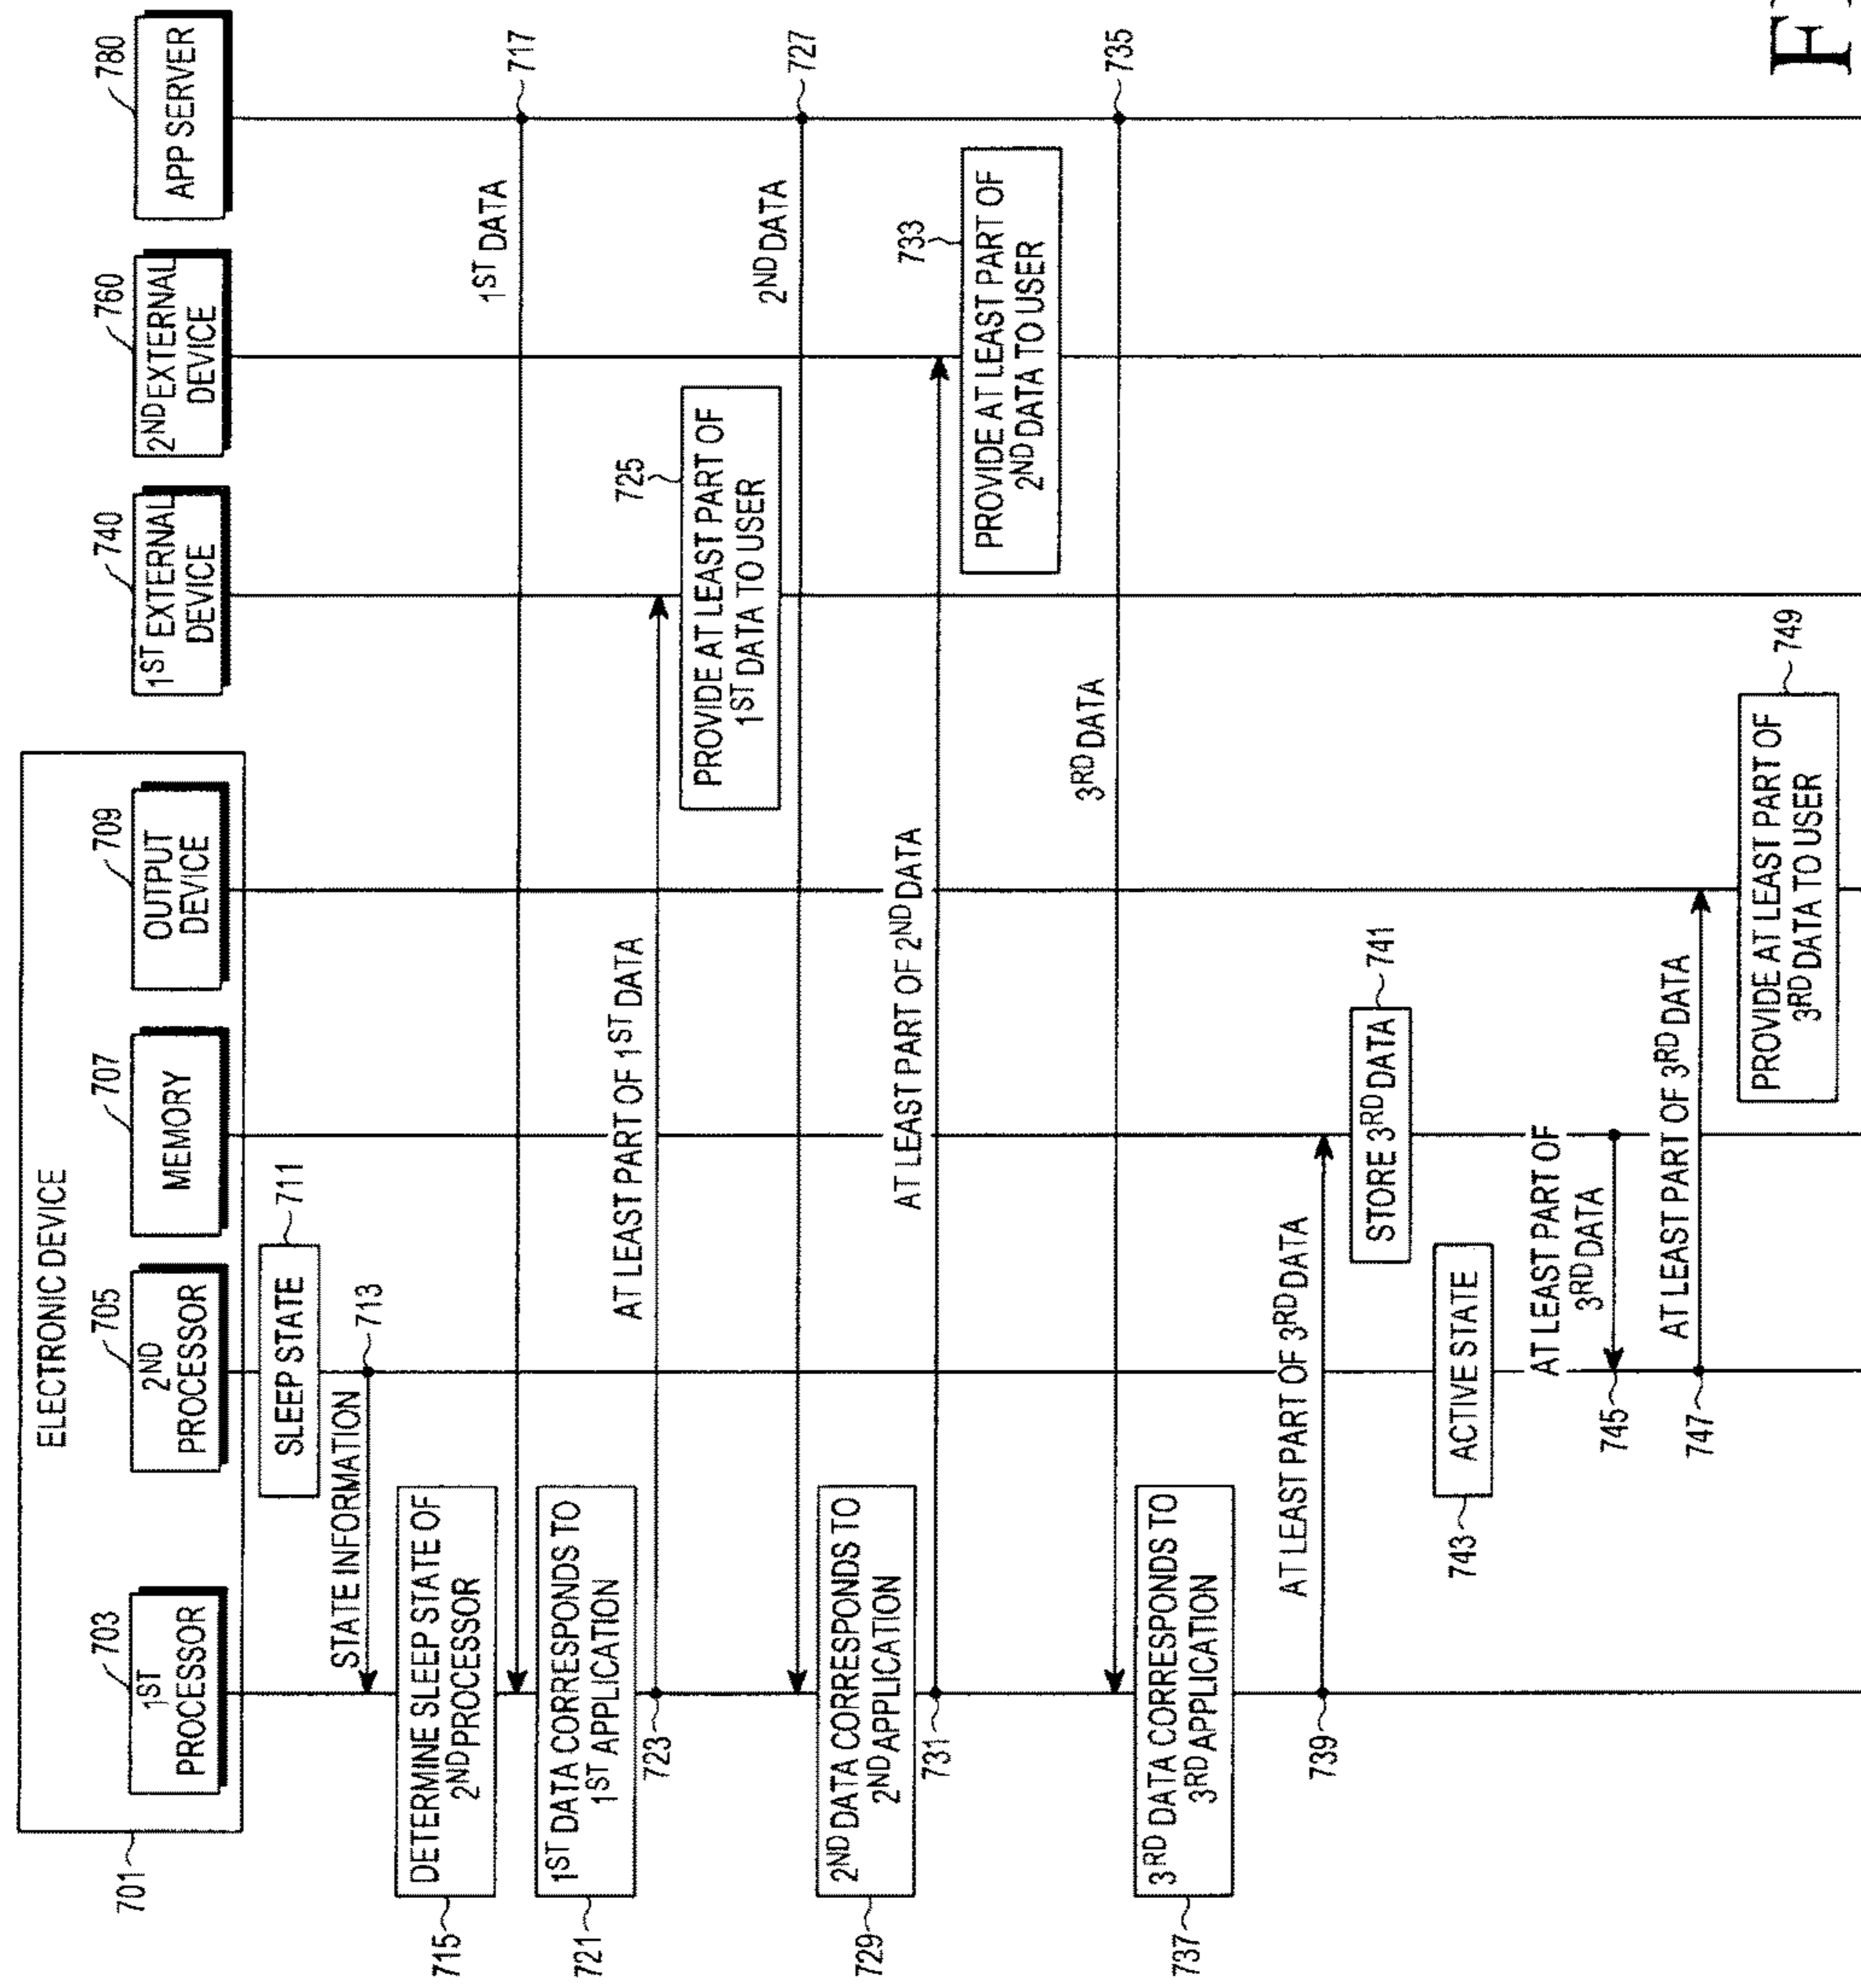 ELECTRONIC DEVICE
701
703
1ST
PROCESSOR
705
2ND
PROCESSOR
707
MEMORY
709
OUTPUT
DEVICE
740
1ST EXTERNAL
DEVICE
760
2ND EXTERNAL
DEVICE
780
APP SERVER
SLEEP STATE
711
STATE INFORMATION
713
715
DETERMINE SLEEP STATE OF
2ND PROCESSOR
1ST DATA
717
721
1ST DATA CORRESPONDS TO
1ST APPLICATION
723
AT LEAST PART OF 1ST DATA
725
PROVIDE AT LEAST PART OF
1ST DATA TO USER
2ND DATA
727
729
2ND DATA CORRESPONDS TO
2ND APPLICATION
731
AT LEAST PART OF 2ND DATA
733
PROVIDE AT LEAST PART OF
2ND DATA TO USER
3RD DATA
735
737
3RD DATA CORRESPONDS TO
3RD APPLICATION
739
AT LEAST PART OF 3RD DATA
STORE 3RD DATA
741
743
ACTIVE STATE
AT LEAST PART OF
3RD DATA
745
AT LEAST PART OF 3RD DATA
747
PROVIDE AT LEAST PART OF
3RD DATA TO USER
749